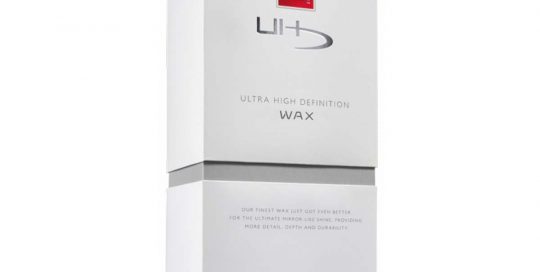 UHD
ULTRA HIGH DEFINITION
WAX
OUR FINEST WAX JUST GOT EVEN BETTER
FOR THE ULTIMATE MIRROR-LIKE SHINE, PROVIDING
MORE DETAIL, DEPTH AND DURABILITY